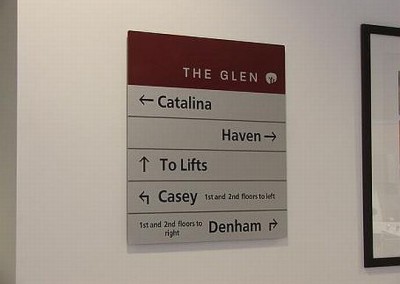 THE GLEN
← Catalina
Haven →
↑ To Lifts
↰ Casey 1st and 2nd floors to left
1st and 2nd floors to
right Denham ↱